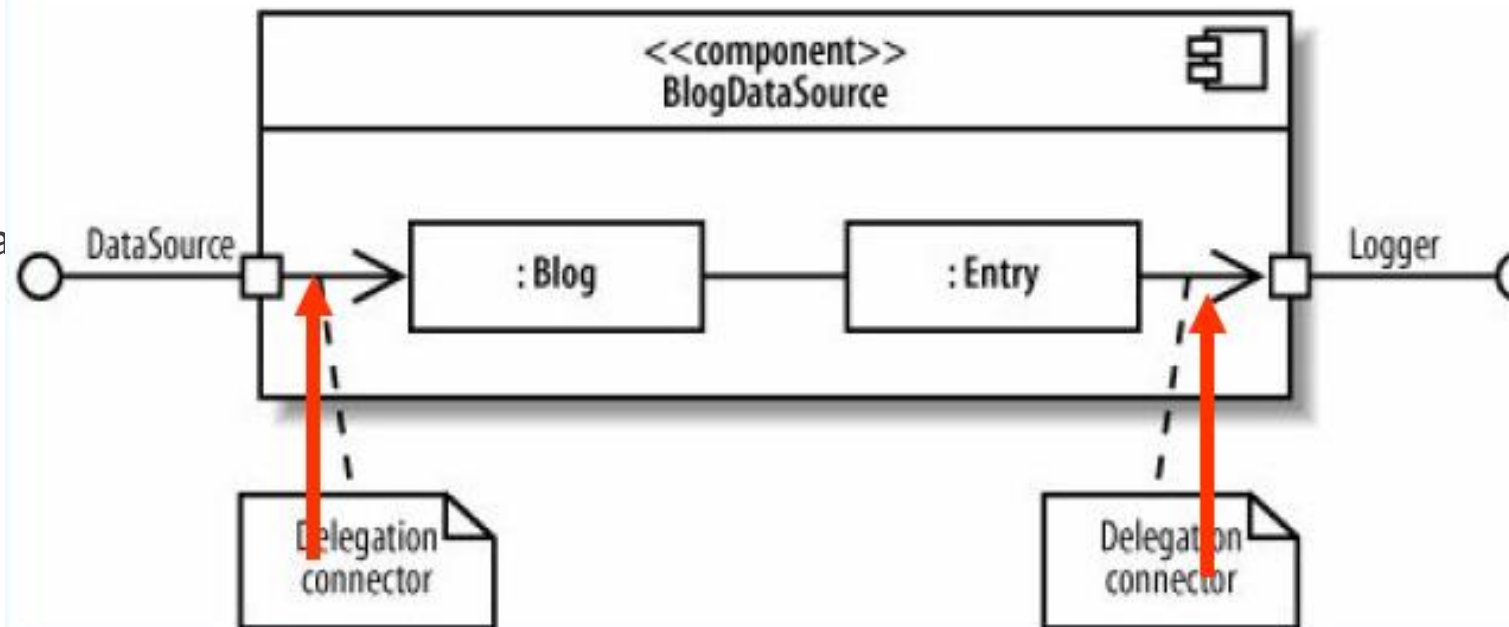 <<component>>
BlogDataSource
DataSource
: Blog
: Entry
Logger
Delegation
connector
Delegation
connector